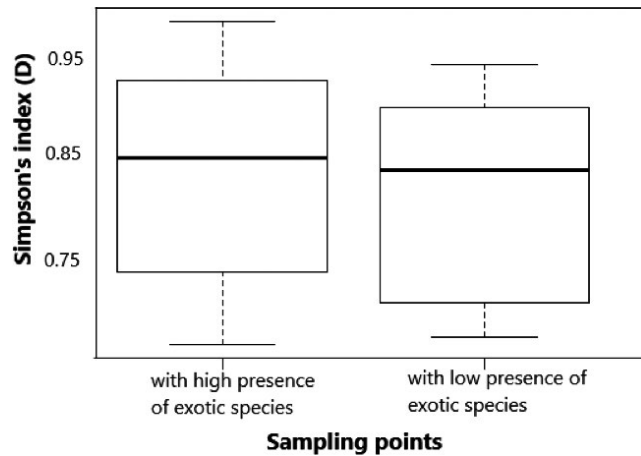 Simpson's index (D)
0.95
0.85
0.75
with high presence
of exotic species
with low presence of
exotic species
Sampling points